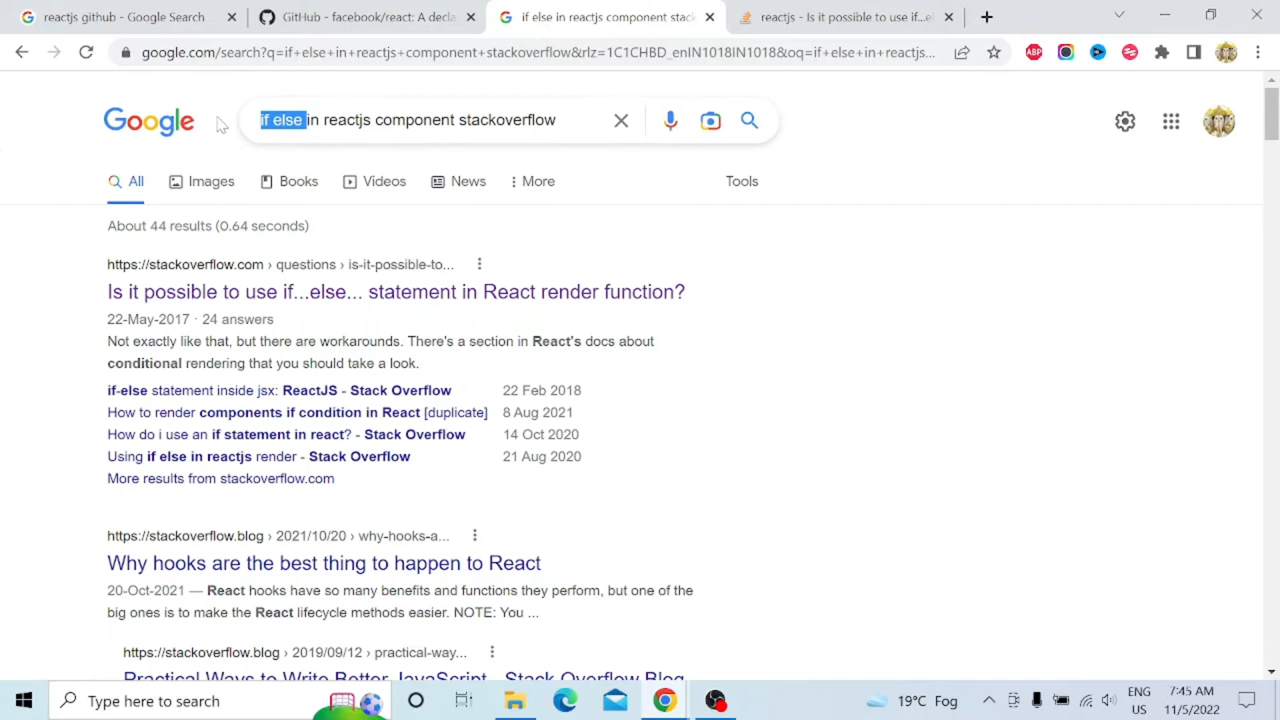 reactjs github - Google Search
GitHub - facebook/react: A decla
if else in reactjs component stack
reactjs - Is it possible to use if...el
google.com/search?q=if+else+in+reactjs+component+stackoverflow&rlz=1C1CHBD_enIN1018IN1018&oq=if+else+in+reactjs...
ABP
Google
if else in reactjs component stackoverflow
All
Images
Books
Videos
News
More
Tools
About 44 results (0.64 seconds)
https://stackoverflow.com › questions › is-it-possible-to...
Is it possible to use if...else... statement in React render function?
22-May-2017 · 24 answers
Not exactly like that, but there are workarounds. There's a section in React's docs about
conditional rendering that you should take a look.
if-else statement inside jsx: ReactJS - Stack Overflow 22 Feb 2018
How to render components if condition in React [duplicate] 8 Aug 2021
How do i use an if statement in react? - Stack Overflow 14 Oct 2020
Using if else in reactjs render - Stack Overflow 21 Aug 2020
More results from stackoverflow.com
https://stackoverflow.blog › 2021/10/20 › why-hooks-a...
Why hooks are the best thing to happen to React
20-Oct-2021 — React hooks have so many benefits and functions they perform, but one of the
big ones is to make the React lifecycle methods easier. NOTE: You ...
https://stackoverflow.blog › 2019/09/12 › practical-way...
Practical Ways to Write Better JavaScript - Stack Overflow Blog
Type here to search
19°C Fog
ENG
US
7:45 AM
11/5/2022